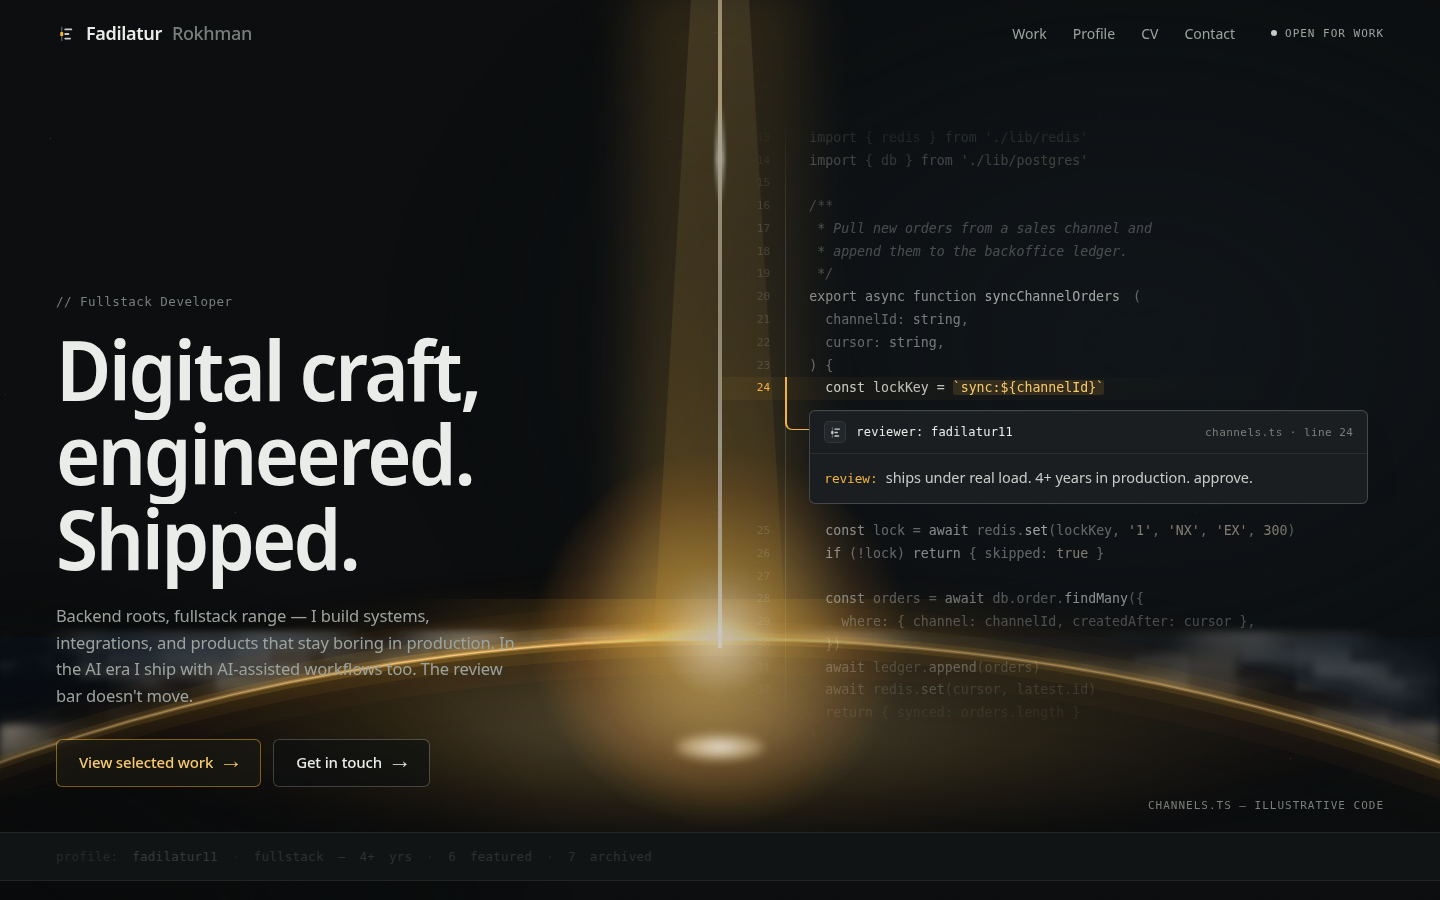 Fadilatur Rokhman
Work Profile CV Contact OPEN FOR WORK
// Fullstack Developer
Digital craft,
engineered.
Shipped.
Backend roots, fullstack range — I build systems,
integrations, and products that stay boring in production. In
the AI era I ship with AI-assisted workflows too. The review
bar doesn't move.
View selected work →
Get in touch →
13 import { redis } from './lib/redis'
14 import { db } from './lib/postgres'
15
16 /**
17 * Pull new orders from a sales channel and
18 * append them to the backoffice ledger.
19 */
20 export async function syncChannelOrders (
21 channelId: string,
22 cursor: string,
23 ) {
24 const lockKey = `sync:${channelId}`
reviewer: fadilatur11 channels.ts · line 24
review: ships under real load. 4+ years in production. approve.
25 const lock = await redis.set(lockKey, '1', 'NX', 'EX', 300)
26 if (!lock) return { skipped: true }
27
28 const orders = await db.order.findMany({
29 where: { channel: channelId, createdAfter: cursor },
})
31 await ledger.append(orders)
await redis.set(cursor, latest.id)
return { synced: orders.length }
CHANNELS.TS — ILLUSTRATIVE CODE
profile: fadilatur11 · fullstack — 4+ yrs · 6 featured · 7 archived